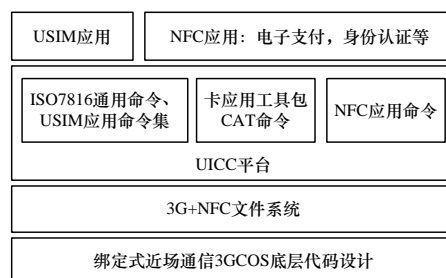 USIM应用
NFC应用：电子支付，身份认证等
ISO7816通用命令、
USIM应用命令集
卡应用工具包
CAT命令
NFC应用命令
UICC平台
3G+NFC文件系统
绑定式近场通信3GCOS底层代码设计